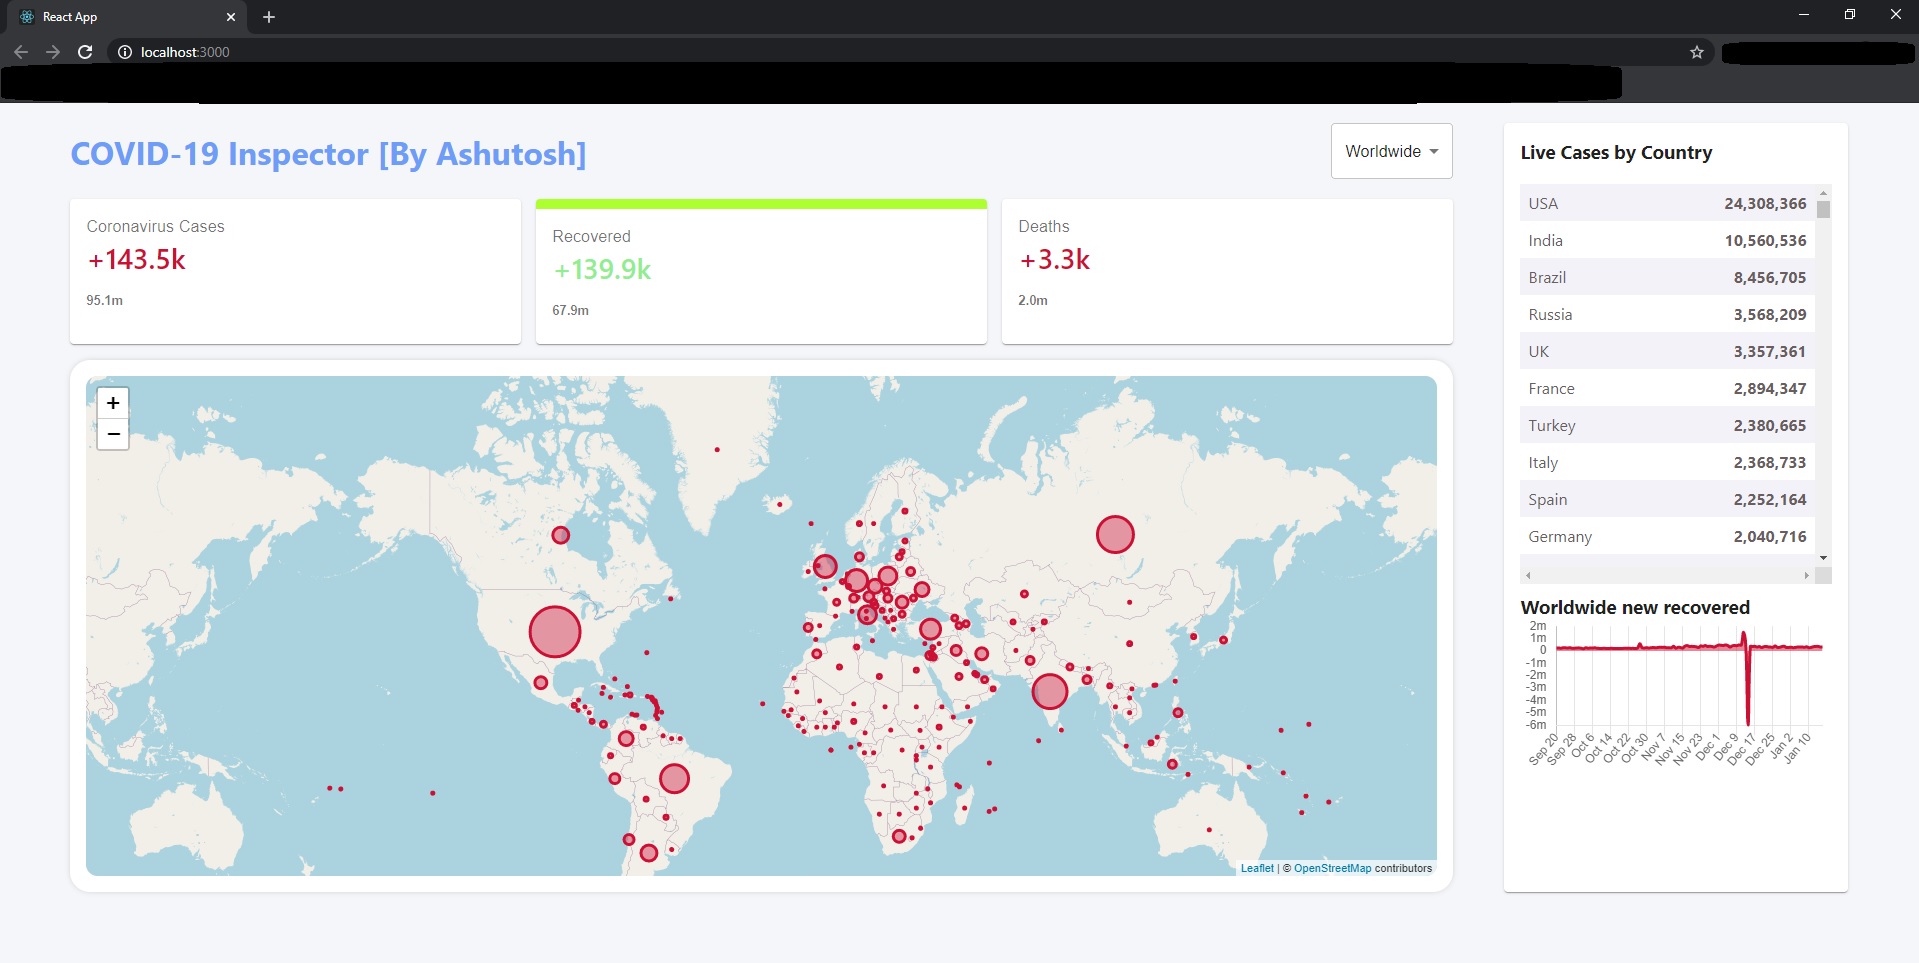 React App
localhost:3000
COVID-19 Inspector [By Ashutosh]
Worldwide
Coronavirus Cases
+143.5k
95.1m
Recovered
+139.9k
67.9m
Deaths
+3.3k
2.0m
+
−
Leaflet | © OpenStreetMap contributors
Live Cases by Country
USA 24,308,366
India 10,560,536
Brazil 8,456,705
Russia 3,568,209
UK 3,357,361
France 2,894,347
Turkey 2,380,665
Italy 2,368,733
Spain 2,252,164
Germany 2,040,716
Worldwide new recovered
2m
1m
0
-1m
-2m
-3m
-4m
-5m
-6m
Sep 20
Sep 28
Oct 6
Oct 14
Oct 22
Oct 30
Nov 7
Nov 15
Nov 23
Dec 1
Dec 9
Dec 17
Dec 25
Jan 2
Jan 10